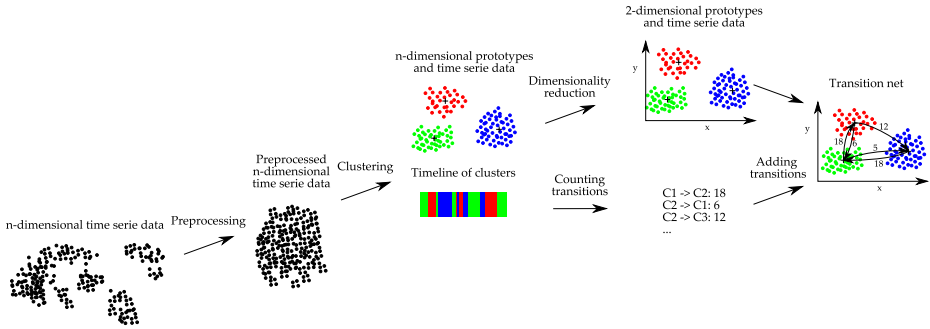 n-dimensional time serie data
Preprocessing
Preprocessed
n-dimensional
time serie data
Clustering
n-dimensional prototypes
and time serie data
Timeline of clusters
Dimensionality
reduction
Counting
transitions
2-dimensional prototypes
and time serie data
y
x
C1 -> C2: 18
C2 -> C1: 6
C2 -> C3: 12
...
Adding
transitions
Transition net
y
12
18
6
5
18
x